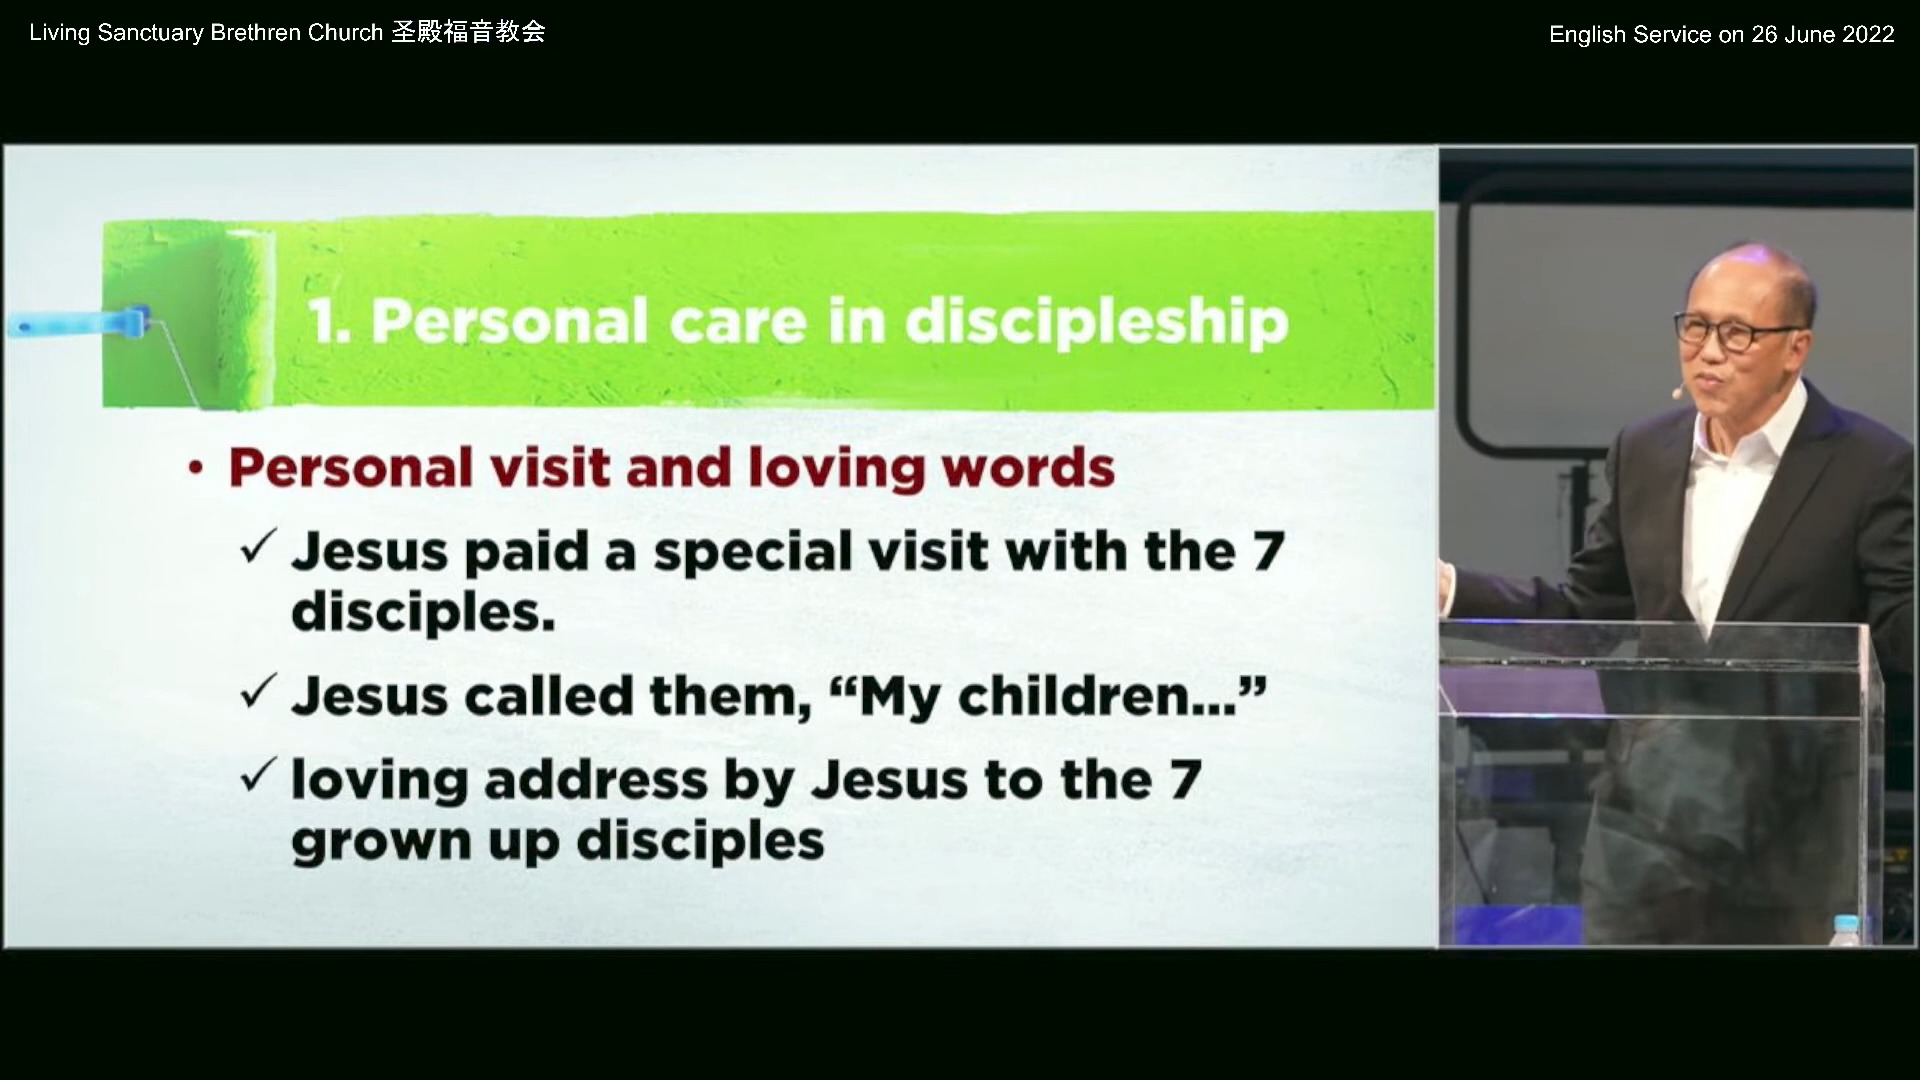 Living Sanctuary Brethren Church 圣殿福音教会
English Service on 26 June 2022
1. Personal care in discipleship
• Personal visit and loving words
✓ Jesus paid a special visit with the 7
disciples.
✓ Jesus called them, “My children...”
✓ loving address by Jesus to the 7
grown up disciples